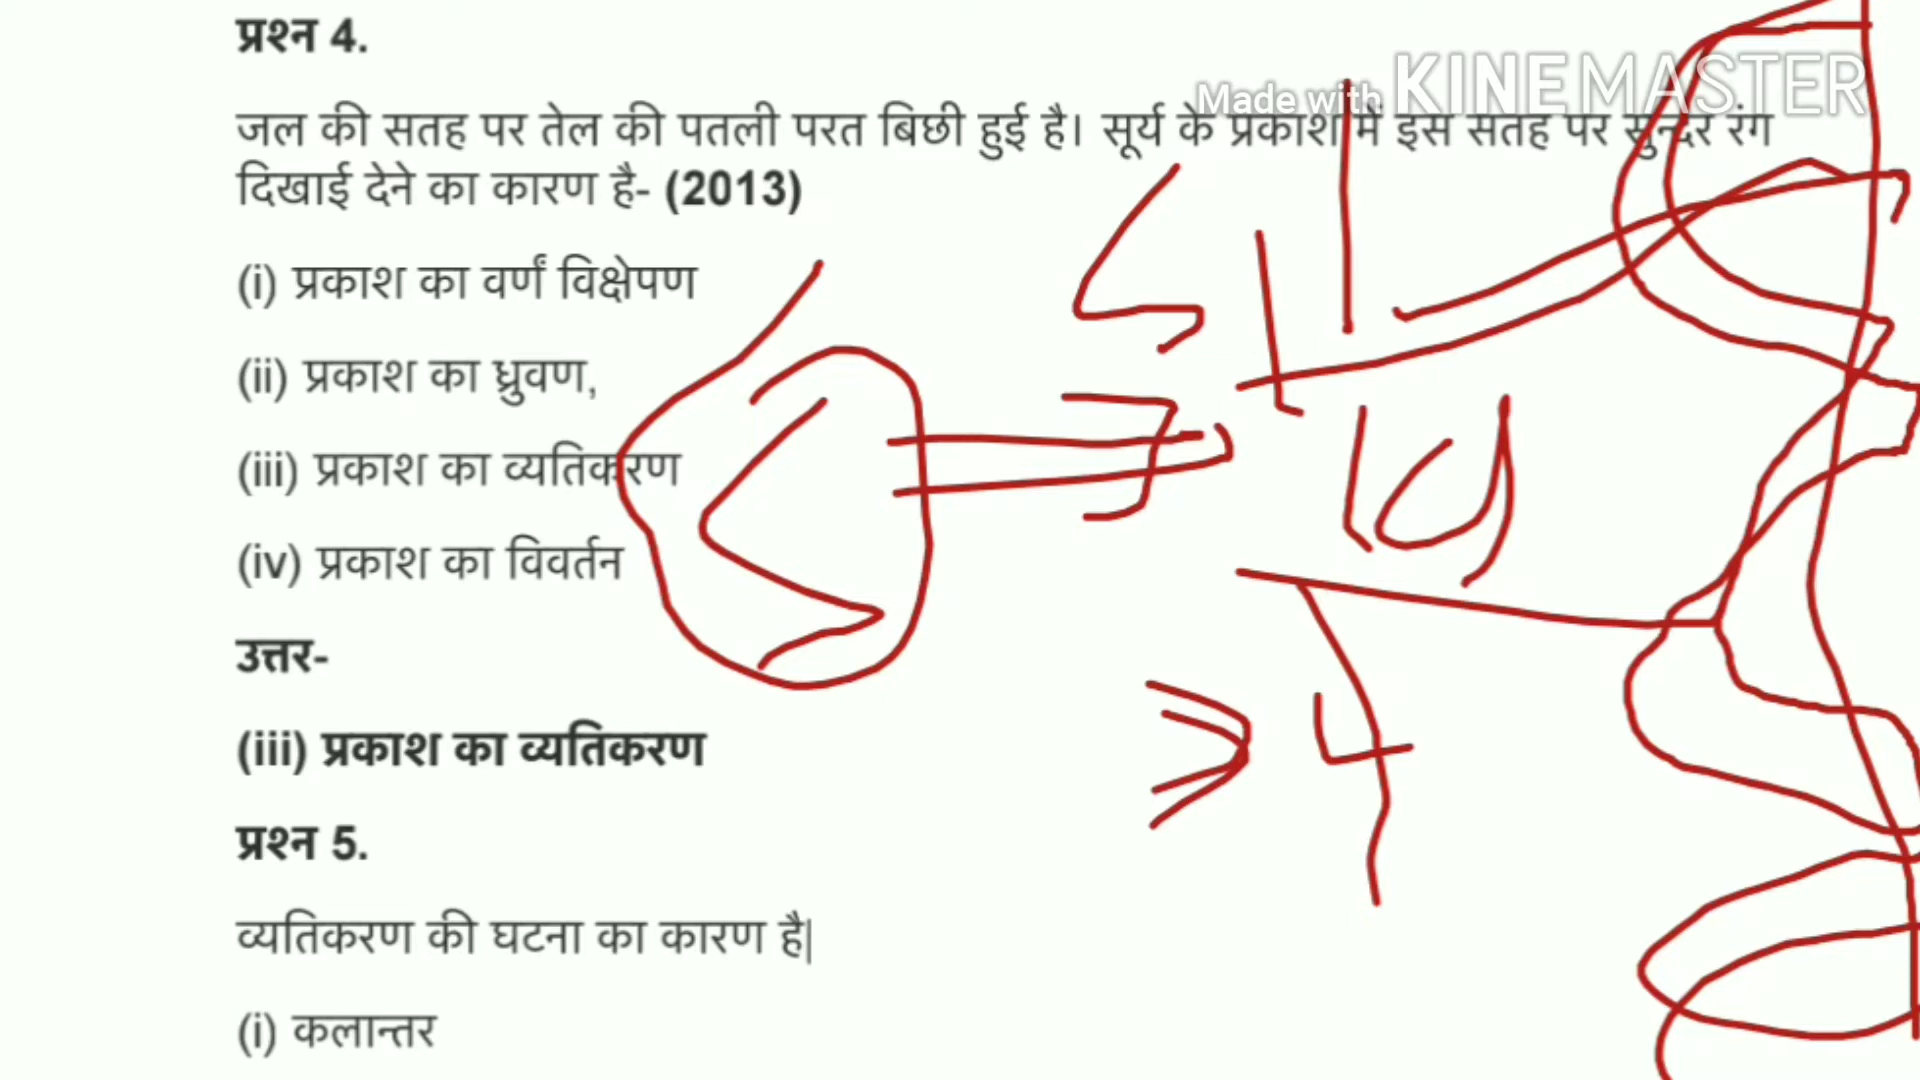 प्रश्न 4.
Made with KINEMASTER
जल की सतह पर तेल की पतली परत बिछी हुई है। सूर्य के प्रकाश में इस सतह पर सुन्दर रंग
दिखाई देने का कारण है- (2013)
(i) प्रकाश का वर्णं विक्षेपण
(ii) प्रकाश का ध्रुवण,
(iii) प्रकाश का व्यतिकरण
(iv) प्रकाश का विवर्तन
उत्तर-
(iii) प्रकाश का व्यतिकरण
प्रश्न 5.
व्यतिकरण की घटना का कारण है|
(i) कलान्तर